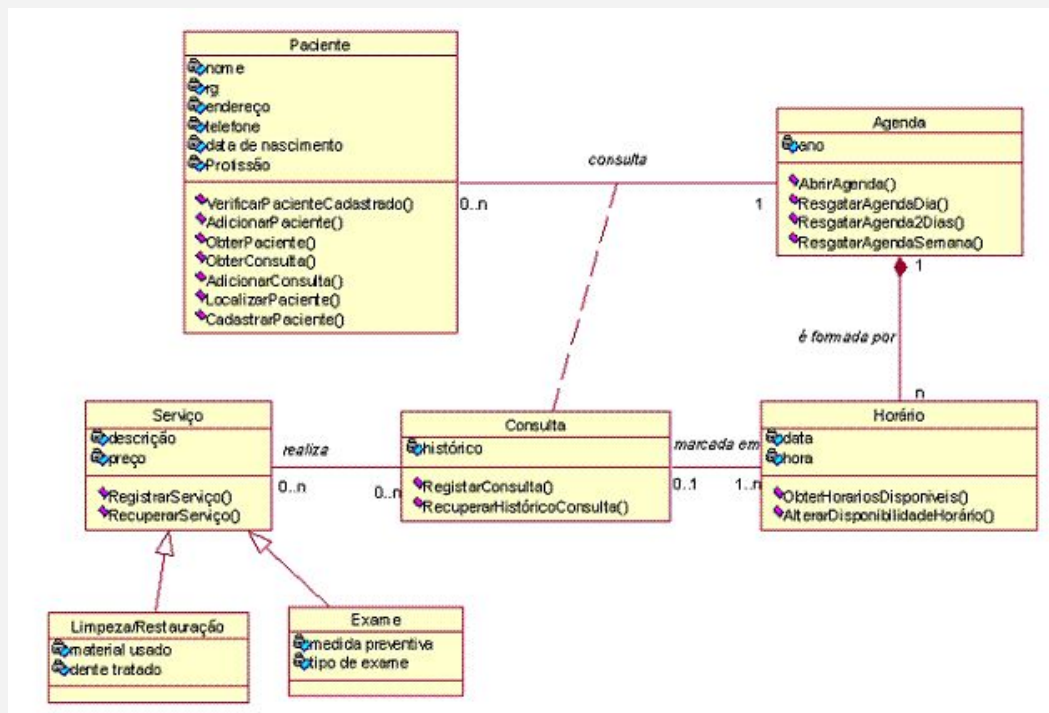 Paciente
nome
rg
endereço
telefone
data de nascimento
Profissão
VerificarPacienteCadastrado()
AdicionarPaciente()
ObterPaciente()
ObterConsulta()
AdicionarConsulta()
LocalizarPaciente()
CadastrarPaciente()
consulta
0..n
1
Agenda
ano
AbrirAgenda()
ResgatarAgendaDia()
ResgatarAgenda2Dias()
ResgatarAgendaSemana()
1
é formada por
n
Serviço
descrição
preço
RegistrarServiço()
RecuperarServiço()
realiza
0..n
0..n
Consulta
histórico
RegistarConsulta()
RecuperarHistóricoConsulta()
marcada em
0..1
1..n
Horário
data
hora
ObterHorariosDisponiveis()
AlterarDisponibilidadeHorário()
Limpeza/Restauração
material usado
dente tratado
Exame
medida preventiva
tipo de exame